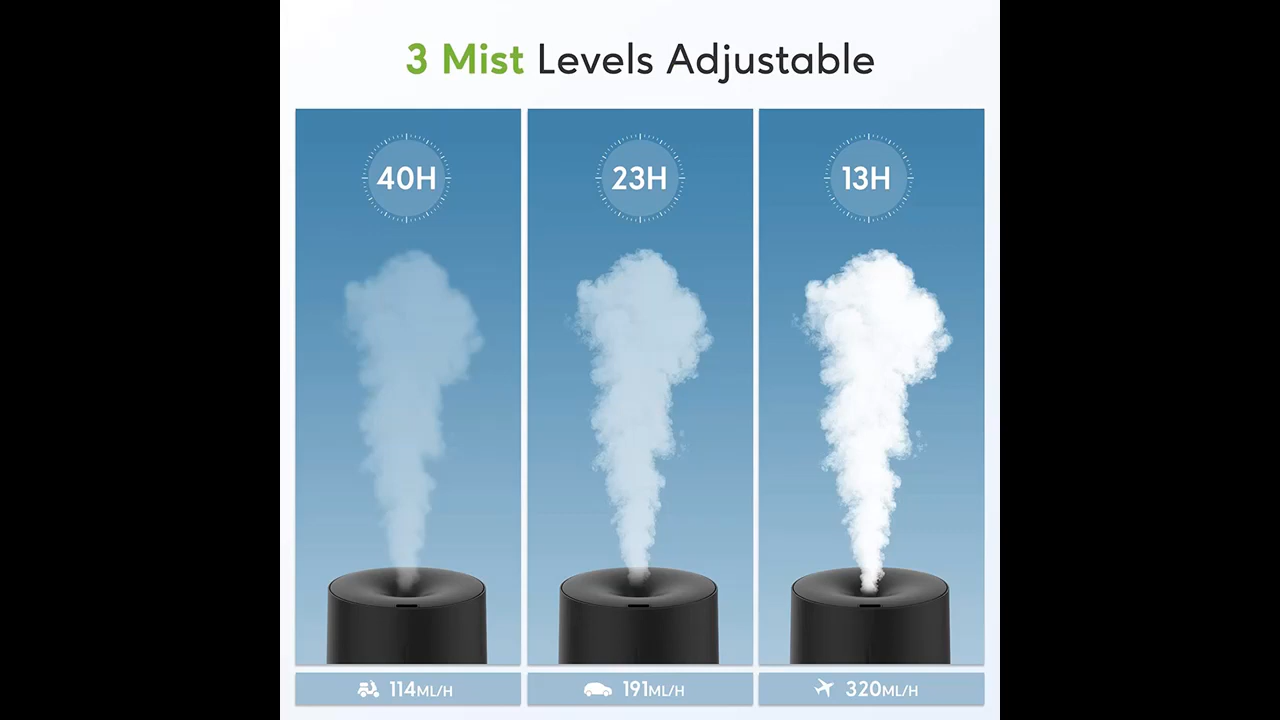 3 Mist Levels Adjustable
40H
23H
13H
114ML/H
191ML/H
320ML/H